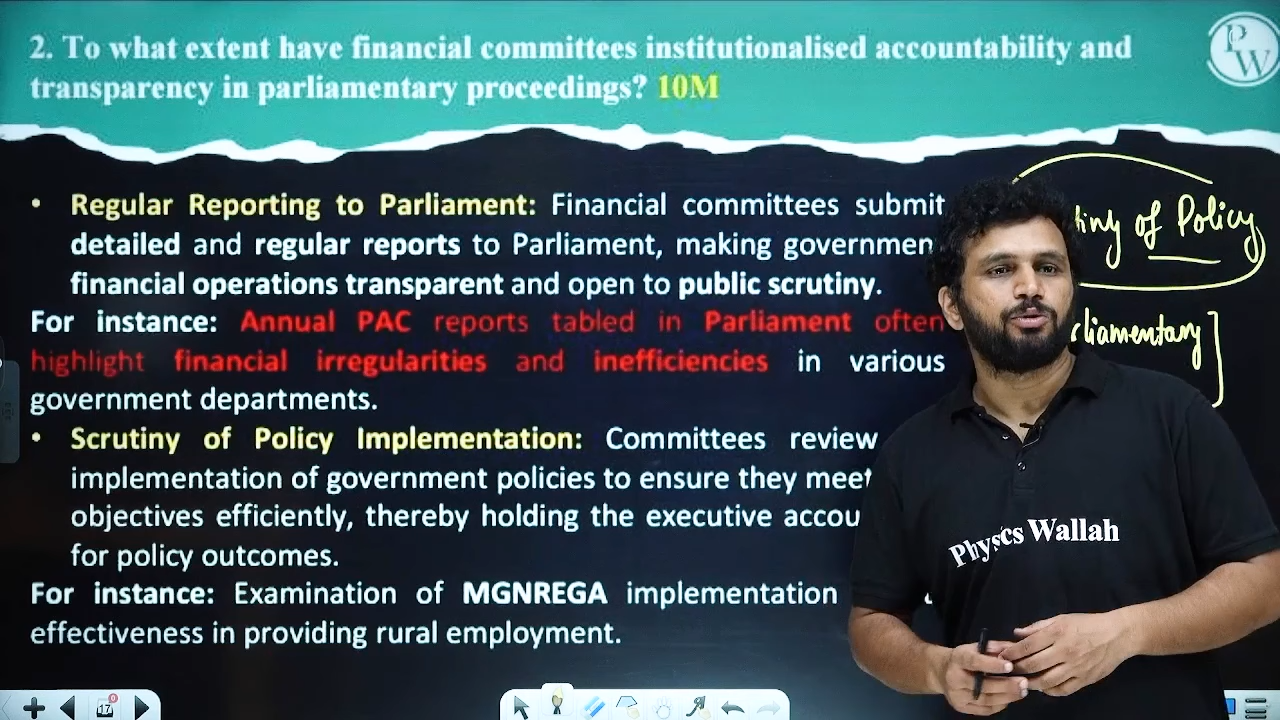 2. To what extent have financial committees institutionalised accountability and
transparency in parliamentary proceedings? 10M
PW
• Regular Reporting to Parliament: Financial committees submit
detailed and regular reports to Parliament, making governmen
financial operations transparent and open to public scrutiny.
For instance: Annual PAC reports tabled in Parliament often
highlight financial irregularities and inefficiencies in various
government departments.
• Scrutiny of Policy Implementation: Committees review
implementation of government policies to ensure they meet
objectives efficiently, thereby holding the executive accou
for policy outcomes.
For instance: Examination of MGNREGA implementation
effectiveness in providing rural employment.
tiny of Policy
liamentary
Physics Wallah
17